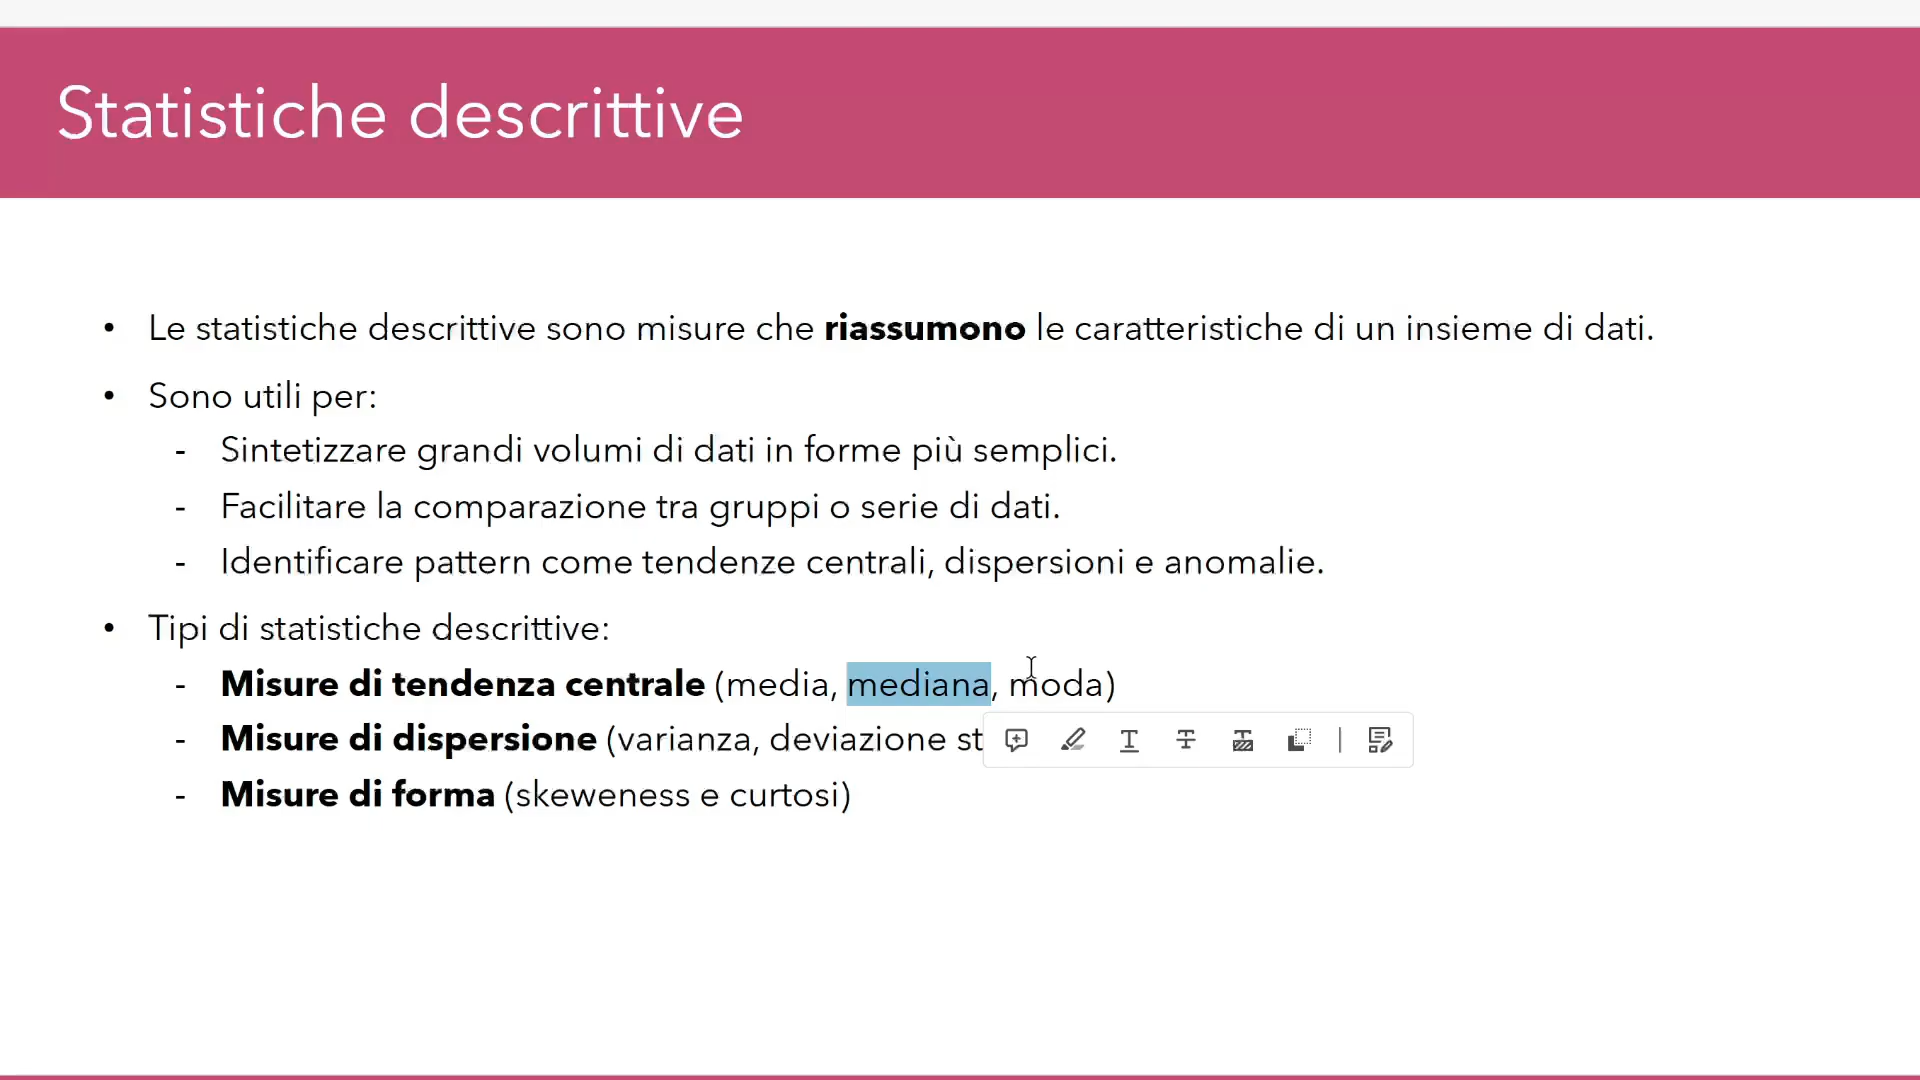 Statistiche descrittive
• Le statistiche descrittive sono misure che riassumono le caratteristiche di un insieme di dati.
• Sono utili per:
- Sintetizzare grandi volumi di dati in forme più semplici.
- Facilitare la comparazione tra gruppi o serie di dati.
- Identificare pattern come tendenze centrali, dispersioni e anomalie.
• Tipi di statistiche descrittive:
- Misure di tendenza centrale (media, mediana, moda)
- Misure di dispersione (varianza, deviazione
- Misure di forma (skeweness e curtosi)